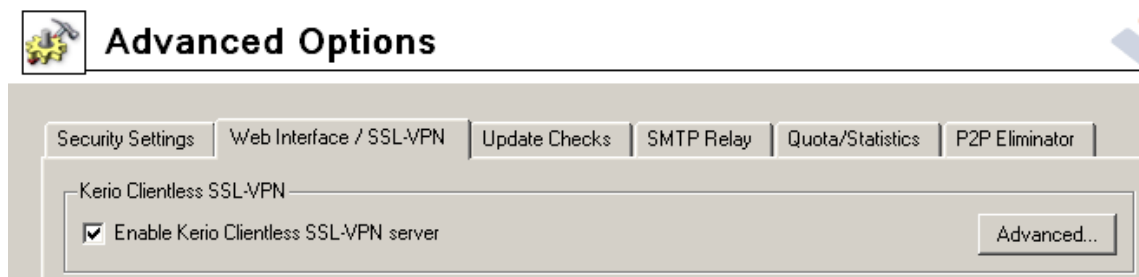 Advanced Options
Security Settings Web Interface / SSL-VPN Update Checks SMTP Relay Quota/Statistics P2P Eliminator
Kerio Clientless SSL-VPN
Enable Kerio Clientless SSL-VPN server Advanced...